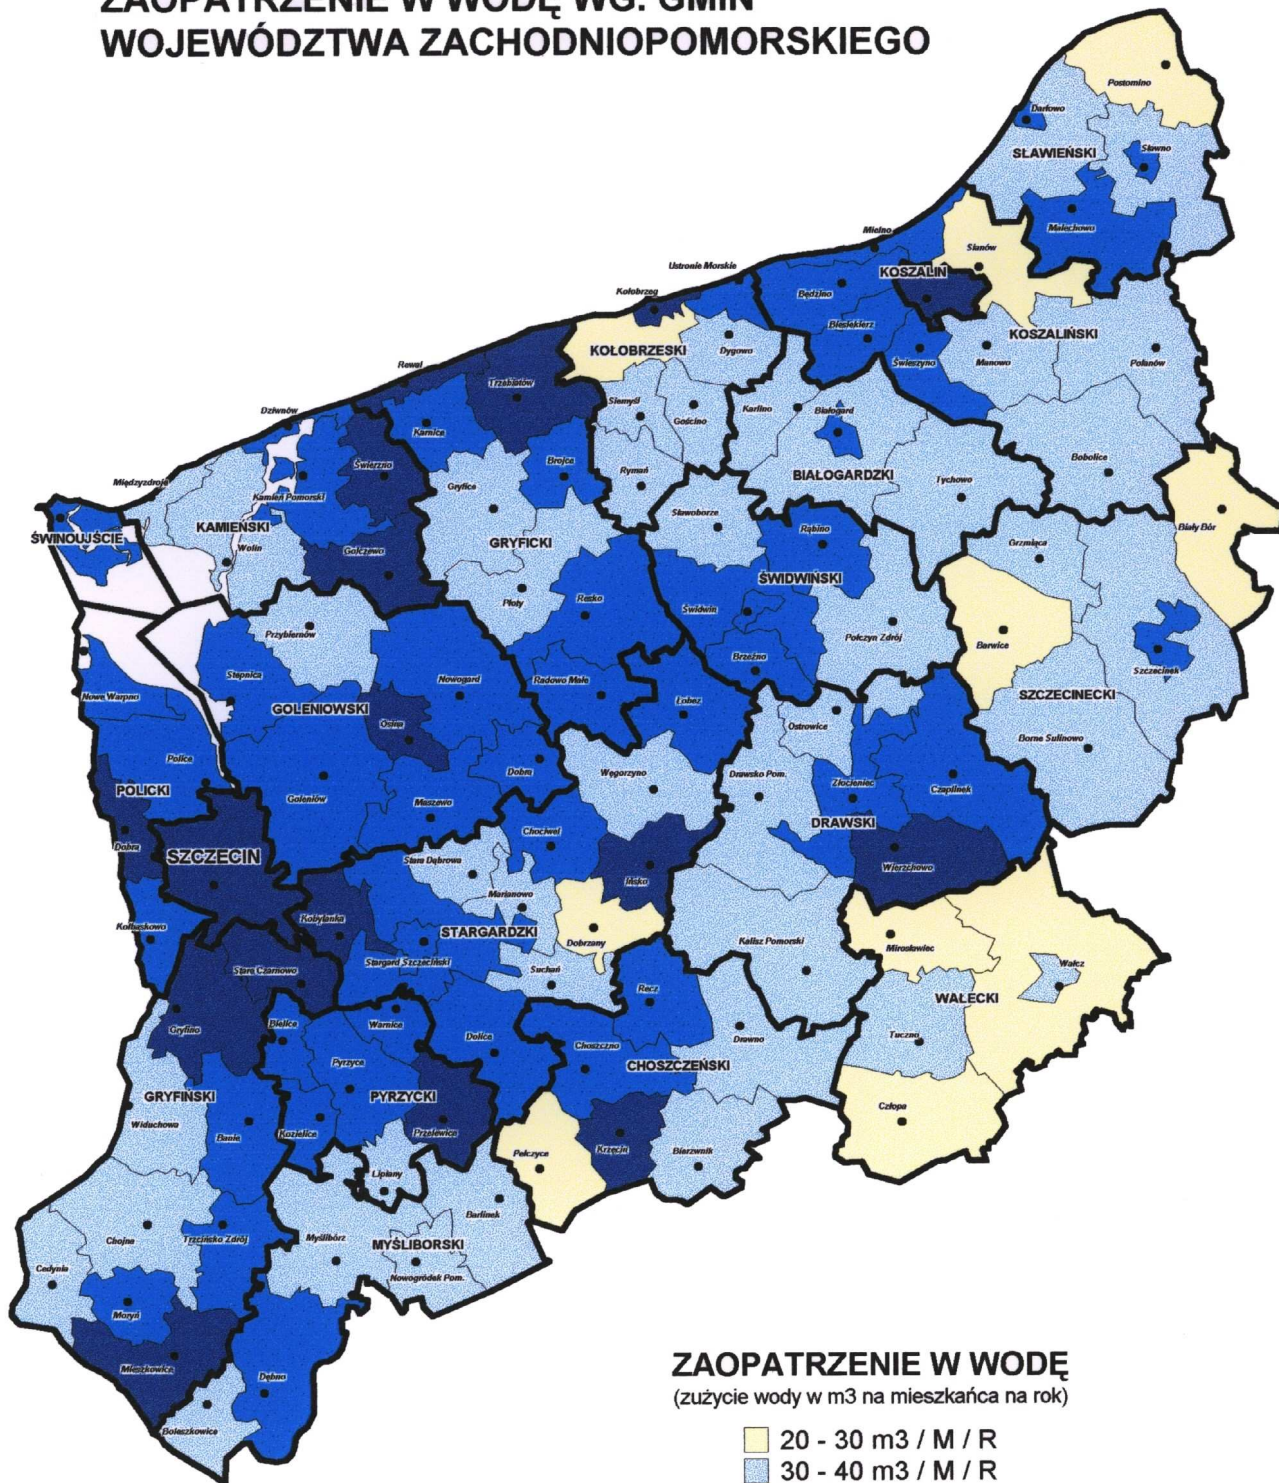 ZAOPATRZENIE W WODĘ WG. GMIN
WOJEWÓDZTWA ZACHODNIOPOMORSKIEGO
Postomino
Darłowo
SŁAWIEŃSKI
Sławno
Malechowo
Mielno
Sianów
Ustronie Morskie
KOSZALIN
Kołobrzeg
Będzino
Biesiekierz
KOSZALIŃSKI
KOŁOBRZESKI
Dygowo
Świeszyno
Manowo
Polanów
Rewal
Trzebiatów
Siemyśl
Gościno
Karlino
Białogard
Dziwnów
Karnice
Brojce
Rymań
BIAŁOGARDZKI
Tychowo
Bobolice
Świerzno
Międzyzdroje
Kamień Pomorski
Gryfice
Sławoborze
Rąbino
Biały Bór
ŚWINOUJŚCIE
KAMIEŃSKI
Wolin
Golczewo
GRYFICKI
Grzmiąca
ŚWIDWIŃSKI
Płoty
Resko
Świdwin
Połczyn Zdrój
Przybiernów
Barwice
Brzeźno
Szczecinek
Stepnica
Nowogard
Radowo Małe
Nowe Warpno
GOLENIOWSKI
Łobez
SZCZECINECKI
Osina
Ostrowice
Borne Sulinowo
Police
Dobra
Węgorzyno
Drawsko Pom.
Złocieniec
Czaplinek
POLICKI
Goleniów
Maszewo
DRAWSKI
Dobra
SZCZECIN
Chociwel
Stara Dąbrowa
Ińsko
Wierzchowo
Marianowo
Kobylanka
STARGARDZKI
Kołbaskowo
Dobrzany
Kalisz Pomorski
Mirosławiec
Stargard Szczeciński
Suchań
Wałcz
Stare Czarnowo
Recz
WAŁECKI
Gryfino
Bielice
Warnice
Dolice
Choszczno
Drawno
Tuczno
Pyrzyce
CHOSZCZEŃSKI
GRYFIŃSKI
PYRZYCKI
Widuchowa
Banie
Kozielice
Przelewice
Człopa
Pełczyce
Krzęcin
Bierzwnik
Lipiany
Barlinek
Chojna
Trzcińsko Zdrój
Myślibórz
MYŚLIBORSKI
Cedynia
Nowogródek Pom.
Moryń
Mieszkowice
Dębno
Boleszkowice
ZAOPATRZENIE W WODĘ
(zużycie wody w m3 na mieszkańca na rok)
20 - 30 m3 / M / R
30 - 40 m3 / M / R